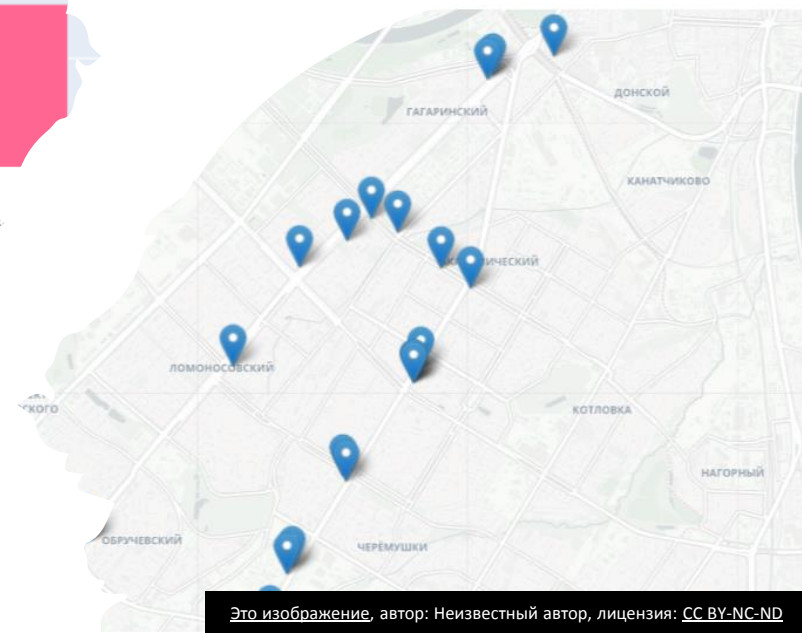 ДОНСКОЙ
ГАГАРИНСКИЙ
КАНАТЧИКОВО
ЛОМОНОСОВСКИЙ
КОТЛОВКА
НАГОРНЫЙ
ОБРУЧЕВСКИЙ
ЧЕРЁМУШКИ
Это изображение, автор: Неизвестный автор, лицензия: CC BY-NC-ND